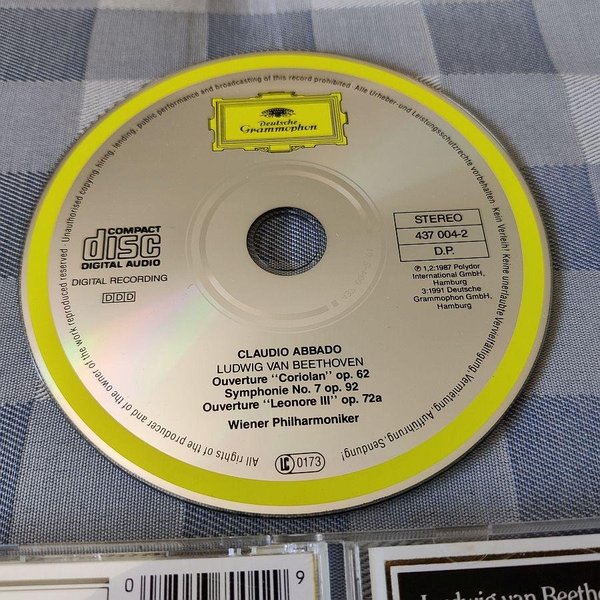 Deutsche
Grammophon
Unauthorised copying, hiring, lending, public performance and broadcasting of this record prohibited. Alle Urheber- und Leistungsschutzrechte vorbehalten. Kein Verleih! Keine unerlaubte Vervielfältigung, Vermietung, Aufführung, Sendung!
All rights of the producer and of the owner of the work reproduced reserved.
COMPACT
disc
DIGITAL AUDIO
DIGITAL RECORDING
DDD
STEREO
437 004-2
D.P.
℗ 1,2:1987 Polydor
International GmbH,
Hamburg
3:1991 Deutsche
Grammophon GmbH,
Hamburg
CLAUDIO ABBADO
LUDWIG VAN BEETHOVEN
Ouverture "Coriolan" op. 62
Symphonie No. 7 op. 92
Ouverture "Leonore III" op. 72a
Wiener Philharmoniker
LC 0173
0 9
Ludwig van Beetho